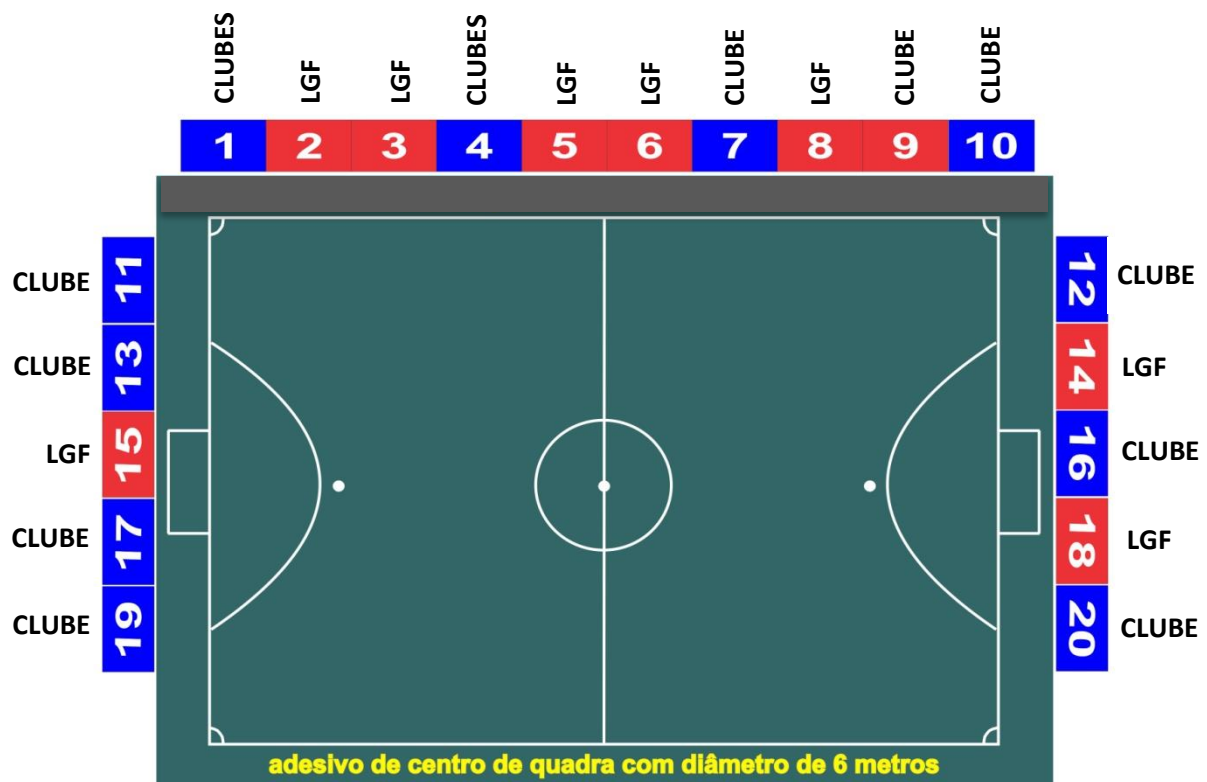 CLUBES LGF LGF CLUBES LGF LGF CLUBE LGF CLUBE CLUBE
1 2 3 4 5 6 7 8 9 10
CLUBE 11
CLUBE 13
LGF 15
CLUBE 17
CLUBE 19
12 CLUBE
14 LGF
16 CLUBE
18 LGF
20 CLUBE
adesivo de centro de quadra com diâmetro de 6 metros